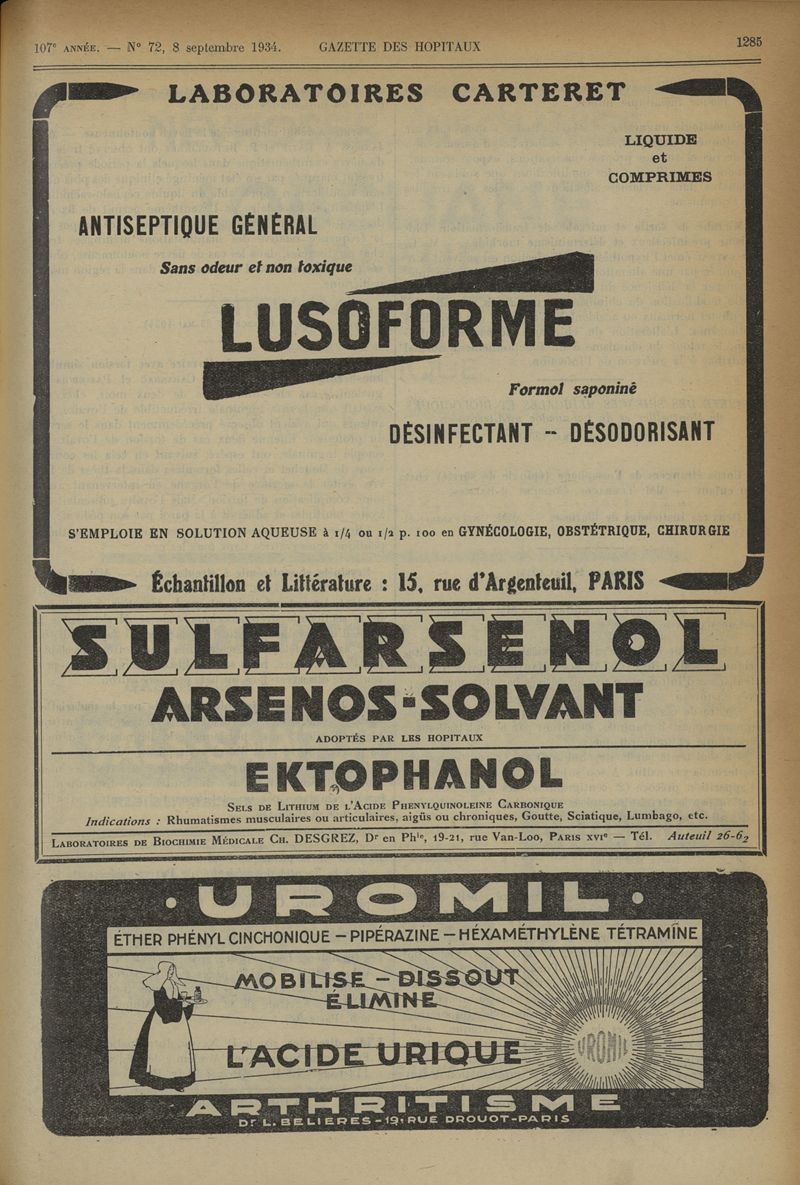 107e ANNÉE. — N° 72, 8 septembre 1934. GAZETTE DES HOPITAUX 1285
LABORATOIRES CARTERET
LIQUIDE
et
COMPRIMES
ANTISEPTIQUE GÉNÉRAL
Sans odeur et non toxique
LUSOFORME
Formol saponiné
DÉSINFECTANT -- DÉSODORISANT
S'EMPLOIE EN SOLUTION AQUEUSE à 1/4 ou 1/2 p. 100 en GYNÉCOLOGIE, OBSTÉTRIQUE, CHIRURGIE
Échantillon et Littérature : 15, rue d'Argenteuil, PARIS
SULFARSENOL
ARSENOS-SOLVANT
ADOPTÉS PAR LES HOPITAUX
EKTOPHANOL
SELS DE LITHIUM DE L'ACIDE PHENYLQUINOLEINE CARBONIQUE
Indications : Rhumatismes musculaires ou articulaires, aigüs ou chroniques, Goutte, Sciatique, Lumbago, etc.
LABORATOIRES DE BIOCHIMIE MÉDICALE CH. DESGREZ, Dr en Phie, 19-21, rue Van-Loo, PARIS XVIe — Tél. Auteuil 26-62
• UROMIL •
ÉTHER PHÉNYL CINCHONIQUE — PIPÉRAZINE — HÉXAMÉTHYLÈNE TÉTRAMÎNE
MOBILISE — DISSOUT
ÉLIMINE
L'ACIDE URIQUE
UROMIL
ARTHRITISME
Dr L. BELIERES - 19, RUE DROUOT - PARIS